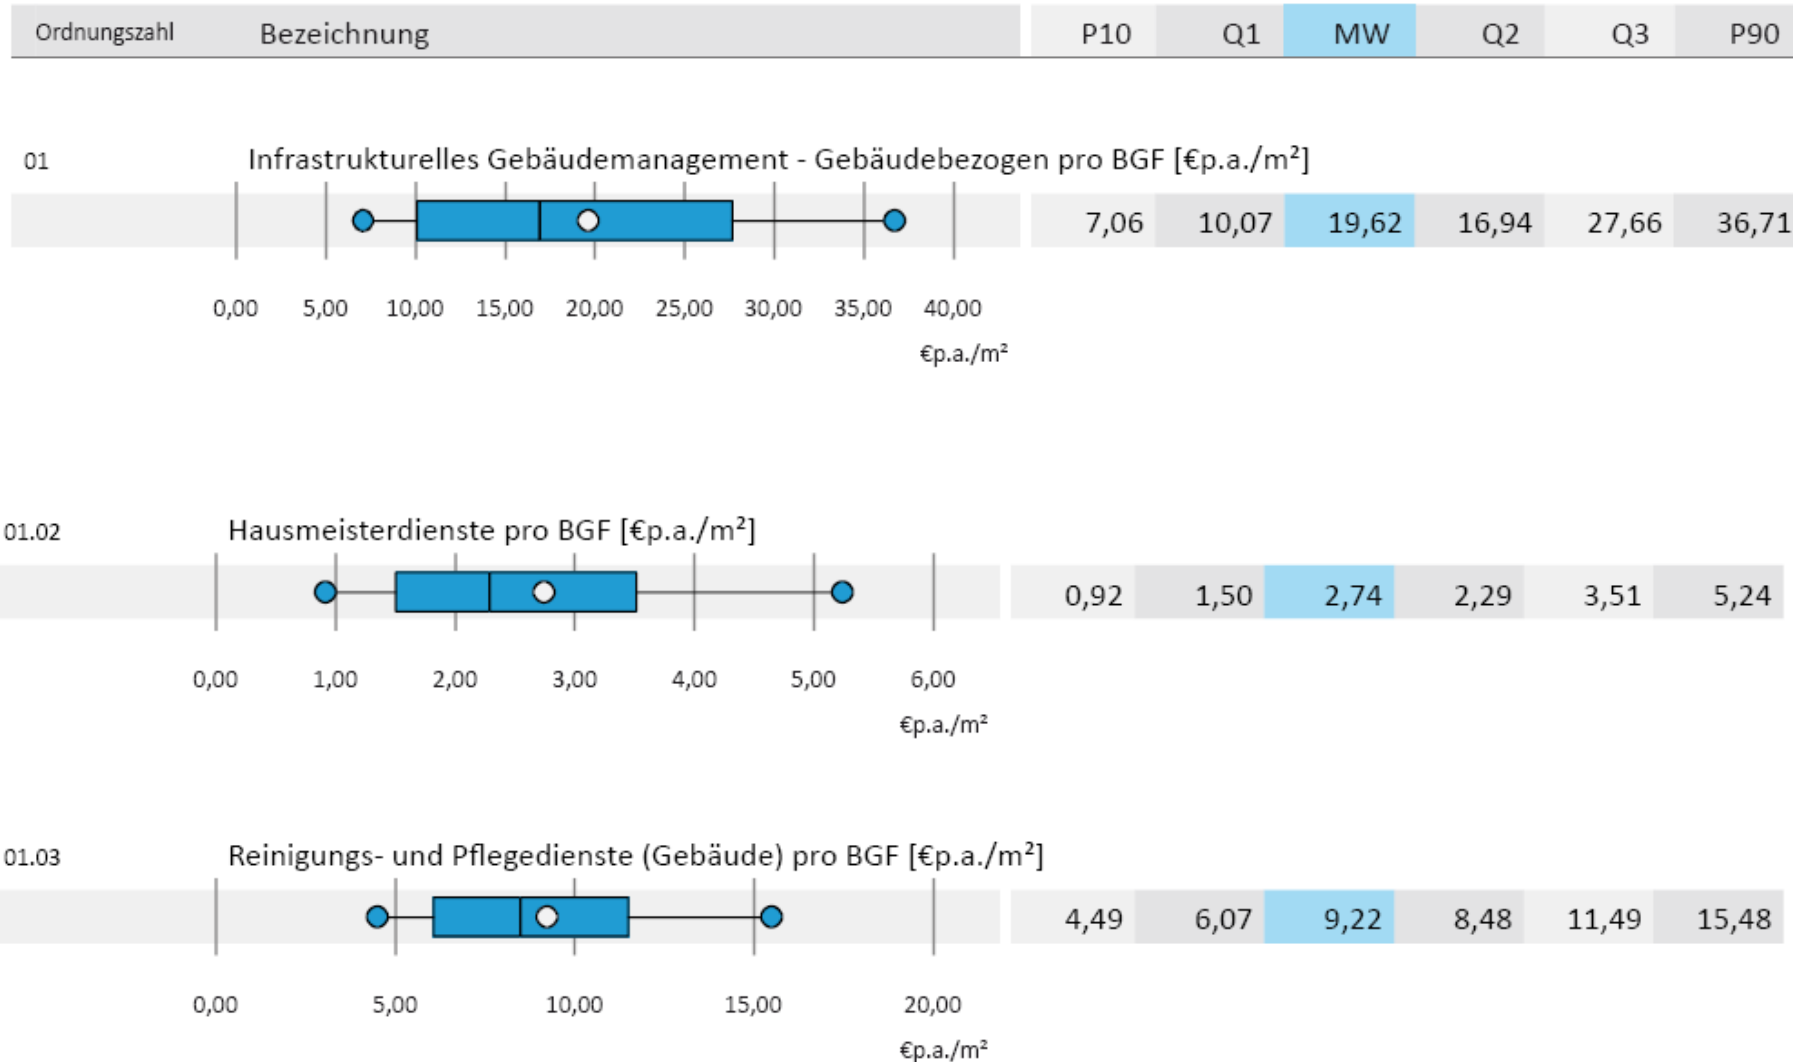 Ordnungszahl Bezeichnung P10 Q1 MW Q2 Q3 P90
01 Infrastrukturelles Gebäudemanagement - Gebäudebezogen pro BGF [€p.a./m²]
7,06 10,07 19,62 16,94 27,66 36,71
0,00 5,00 10,00 15,00 20,00 25,00 30,00 35,00 40,00
€p.a./m²
01.02 Hausmeisterdienste pro BGF [€p.a./m²]
0,92 1,50 2,74 2,29 3,51 5,24
0,00 1,00 2,00 3,00 4,00 5,00 6,00
€p.a./m²
01.03 Reinigungs- und Pflegedienste (Gebäude) pro BGF [€p.a./m²]
4,49 6,07 9,22 8,48 11,49 15,48
0,00 5,00 10,00 15,00 20,00
€p.a./m²